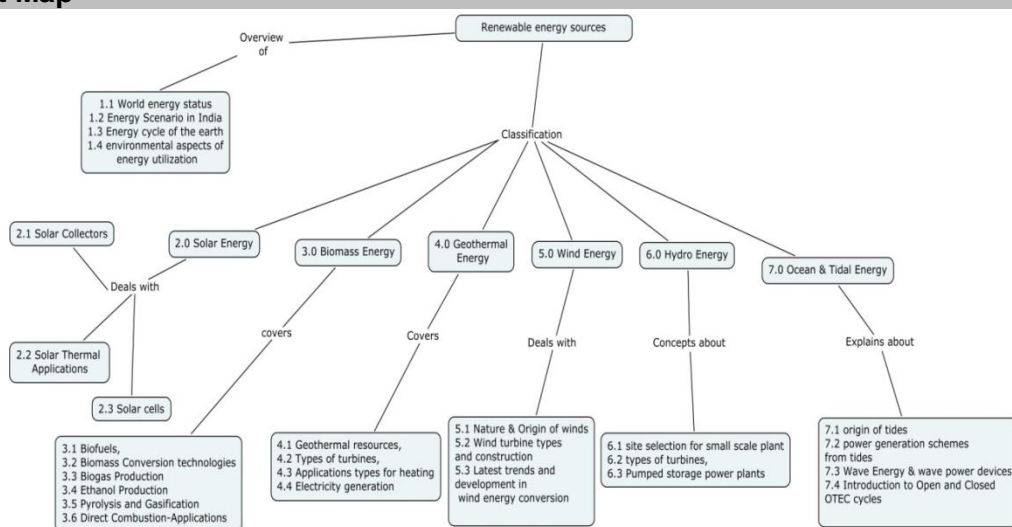 Map
Renewable energy sources
Overview
of
1.1 World energy status
1.2 Energy Scenario in India
1.3 Energy cycle of the earth
1.4 environmental aspects of
energy utilization
Classification
2.1 Solar Collectors
2.0 Solar Energy
3.0 Biomass Energy
4.0 Geothermal
Energy
5.0 Wind Energy
6.0 Hydro Energy
7.0 Ocean & Tidal Energy
Deals with
2.2 Solar Thermal
Applications
2.3 Solar cells
covers
Covers
Deals with
Concepts about
Explains about
3.1 Biofuels,
3.2 Biomass Conversion technologies
3.3 Biogas Production
3.4 Ethanol Production
3.5 Pyrolysis and Gasification
3.6 Direct Combustion-Applications
4.1 Geothermal resources,
4.2 Types of turbines,
4.3 Applications types for heating
4.4 Electricity generation
5.1 Nature & Origin of winds
5.2 Wind turbine types
and construction
5.3 Latest trends and
development in
wind energy conversion
6.1 site selection for small scale plant
6.2 types of turbines,
6.3 Pumped storage power plants
7.1 origin of tides
7.2 power generation schemes
from tides
7.3 Wave Energy & wave power devices
7.4 Introduction to Open and Closed
OTEC cycles